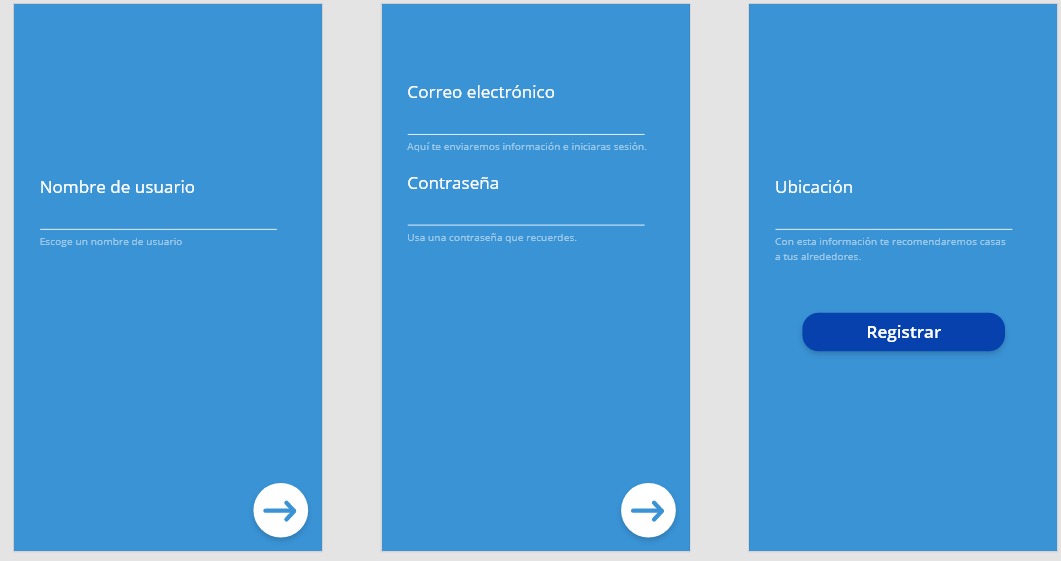 Nombre de usuario
Escoge un nombre de usuario
Correo electrónico
Aquí te enviaremos información e iniciaras sesión.
Contraseña
Usa una contraseña que recuerdes.
Ubicación
Con esta información te recomendaremos casas
a tus alrededores.
Registrar